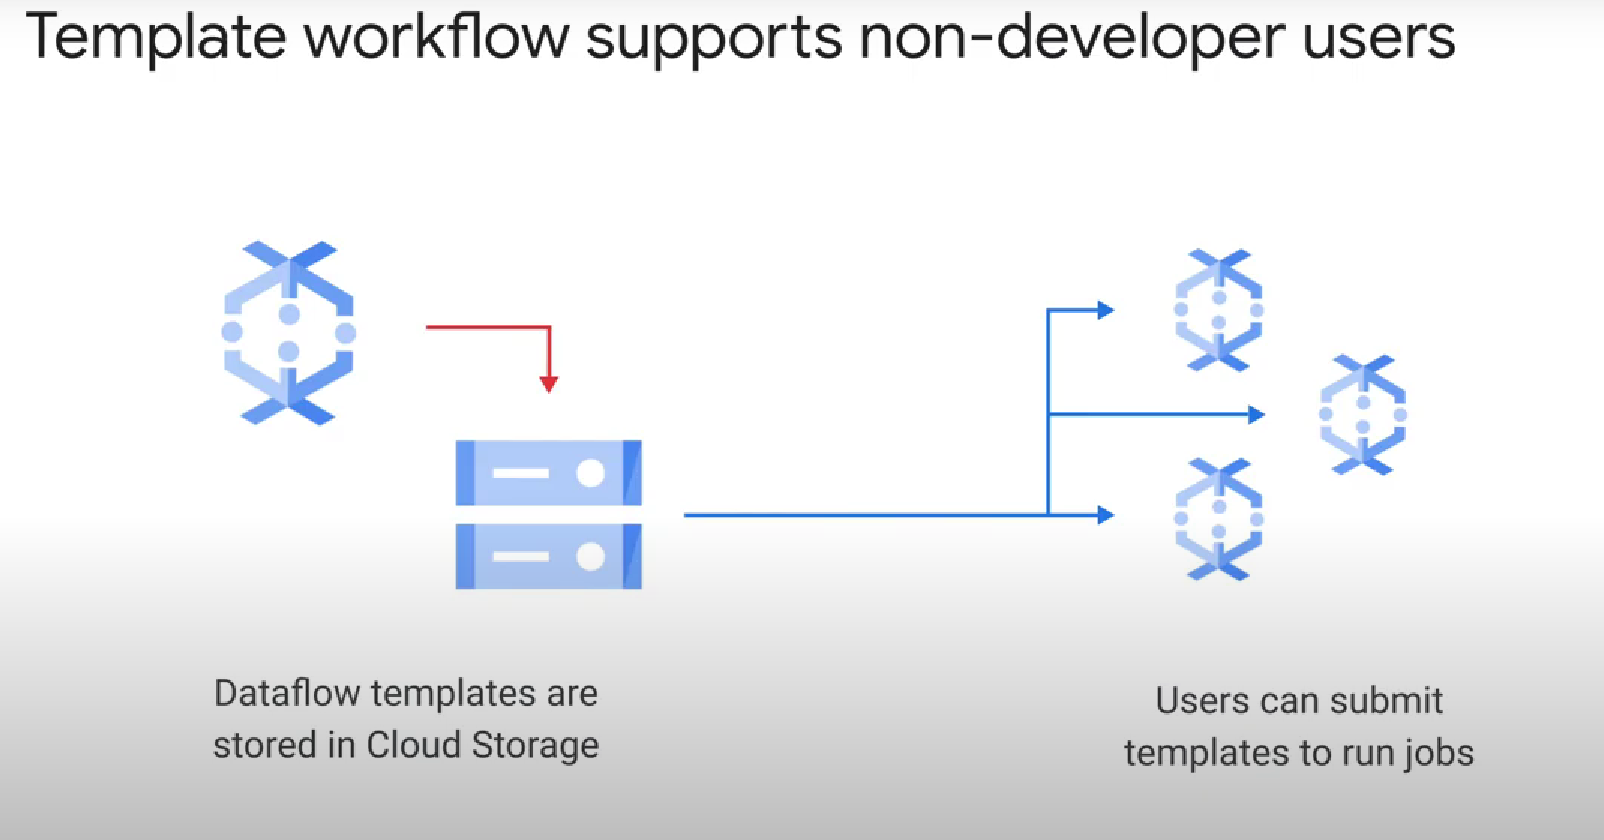 Template workflow supports non-developer users
Dataflow templates are
stored in Cloud Storage
Users can submit
templates to run jobs